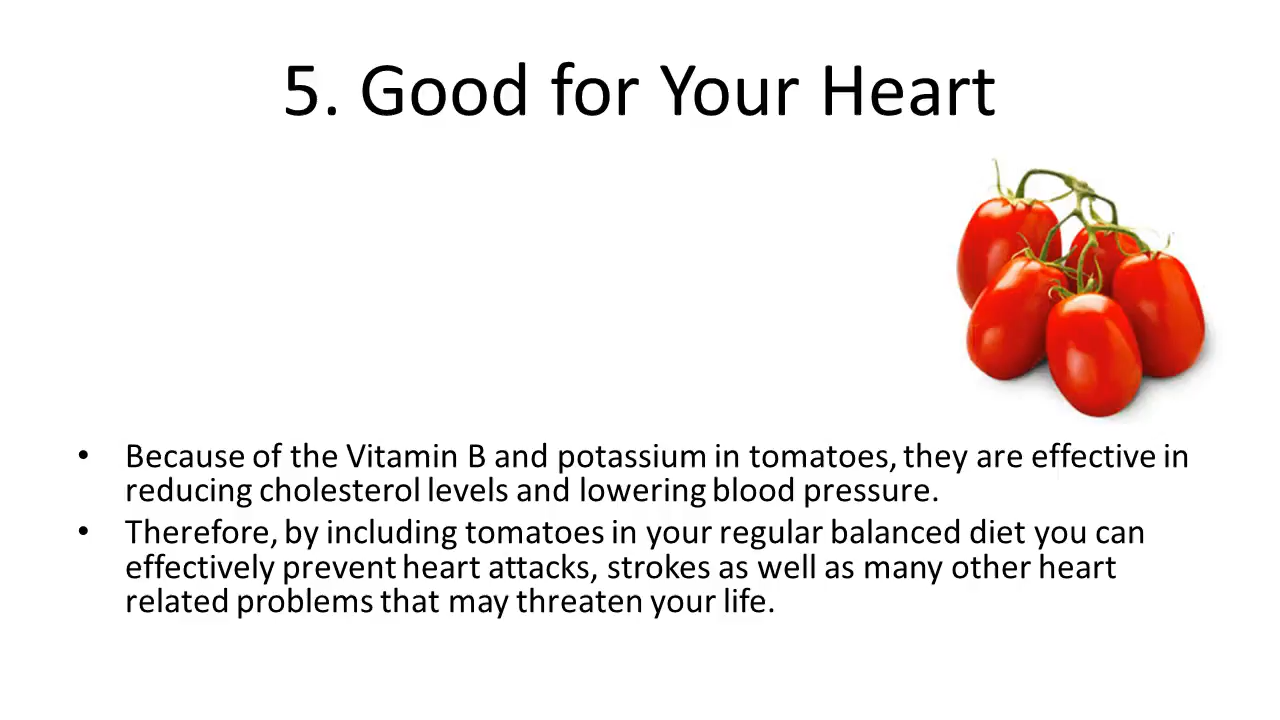 5. Good for Your Heart
• Because of the Vitamin B and potassium in tomatoes, they are effective in
reducing cholesterol levels and lowering blood pressure.
• Therefore, by including tomatoes in your regular balanced diet you can
effectively prevent heart attacks, strokes as well as many other heart
related problems that may threaten your life.